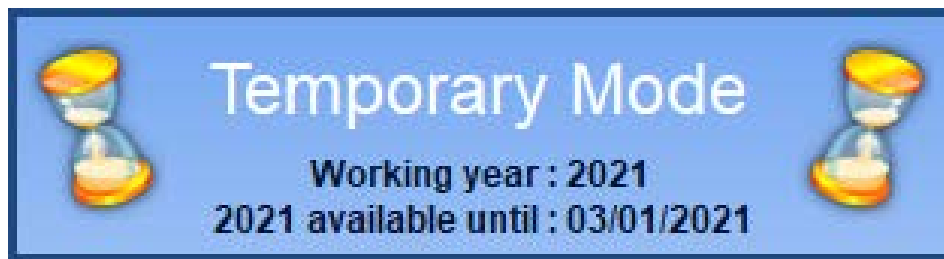 Temporary Mode
Working year : 2021
2021 available until : 03/01/2021